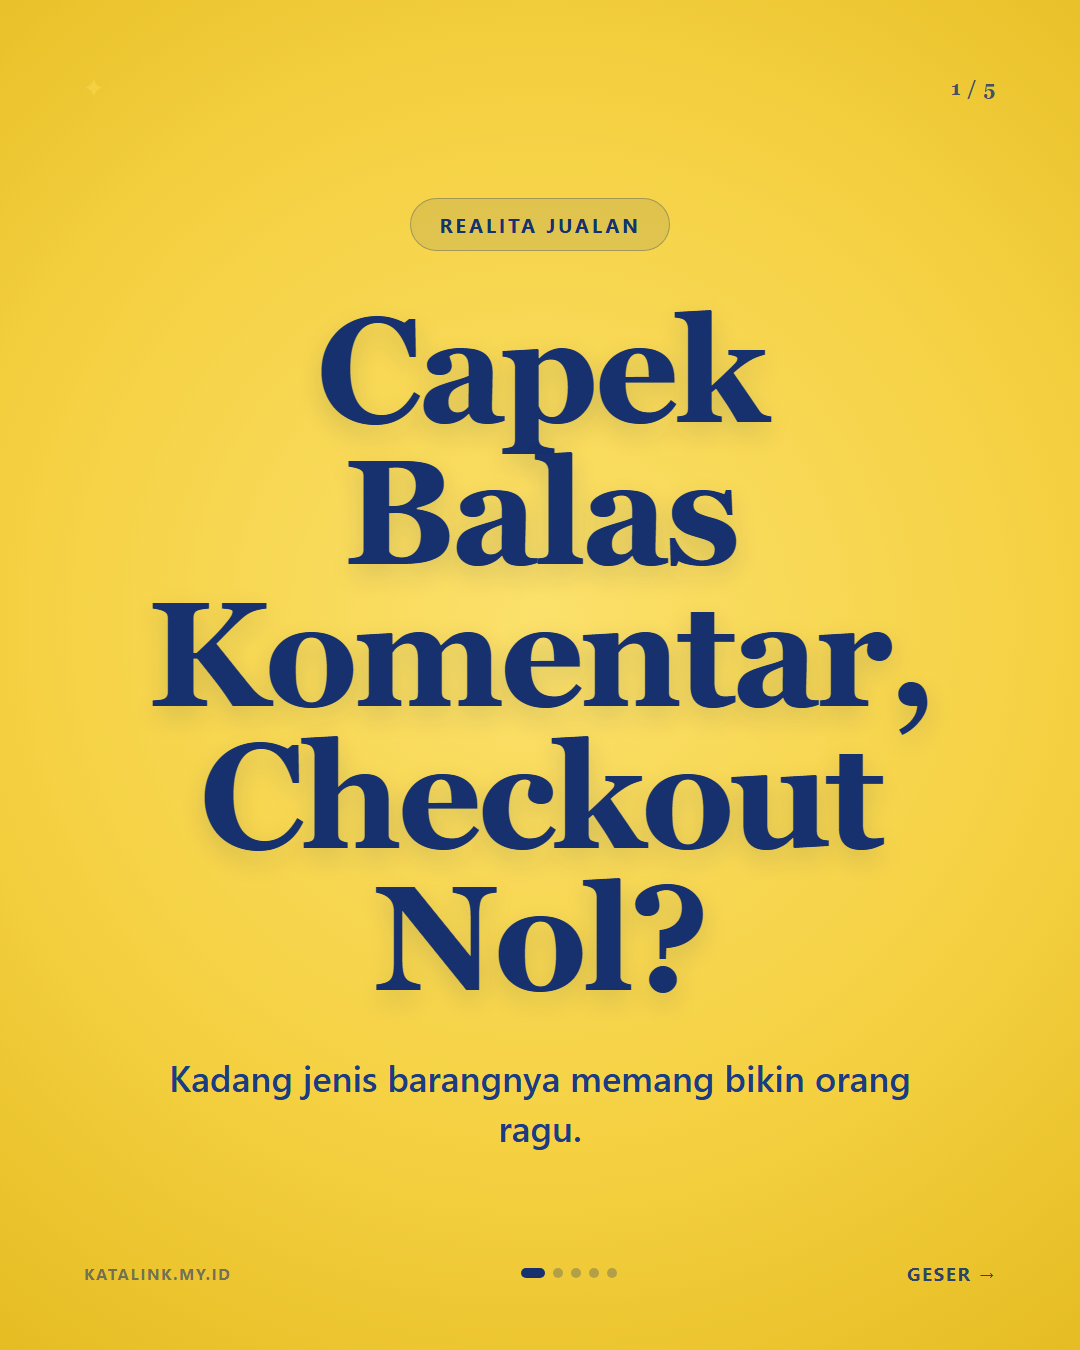 1 / 5
REALITA JUALAN
Capek
Balas
Komentar,
Checkout
Nol?
Kadang jenis barangnya memang bikin orang
ragu.
KATALINK.MY.ID
GESER →